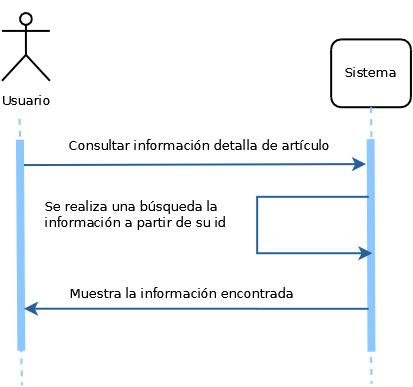 Usuario
Sistema
Consultar información detalla de artículo
Se realiza una búsqueda la
información a partir de su id
Muestra la información encontrada